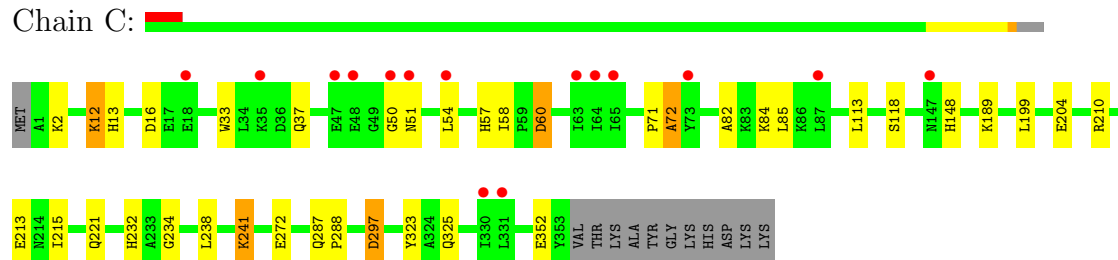 Chain C:
MET A1 K2 K12 H13 D16 E17 E18 W33 L34 K35 D36 Q37 E47 E48 G49 G50 N51 L54 H57 I58 P59 D60 I63 I64 I65 P71 A72 Y73 A82 K83 K84 L85 K86 L87 L113 S118 N147 H148 K189 L199 E204 R210
E213 N214 I215 Q221 H232 A233 G234 L238 K241 E272 Q287 P288 D297 Y323 A324 Q325 I330 L331 E352 Y353 VAL THR LYS ALA TYR GLY LYS HIS ASP LYS LYS